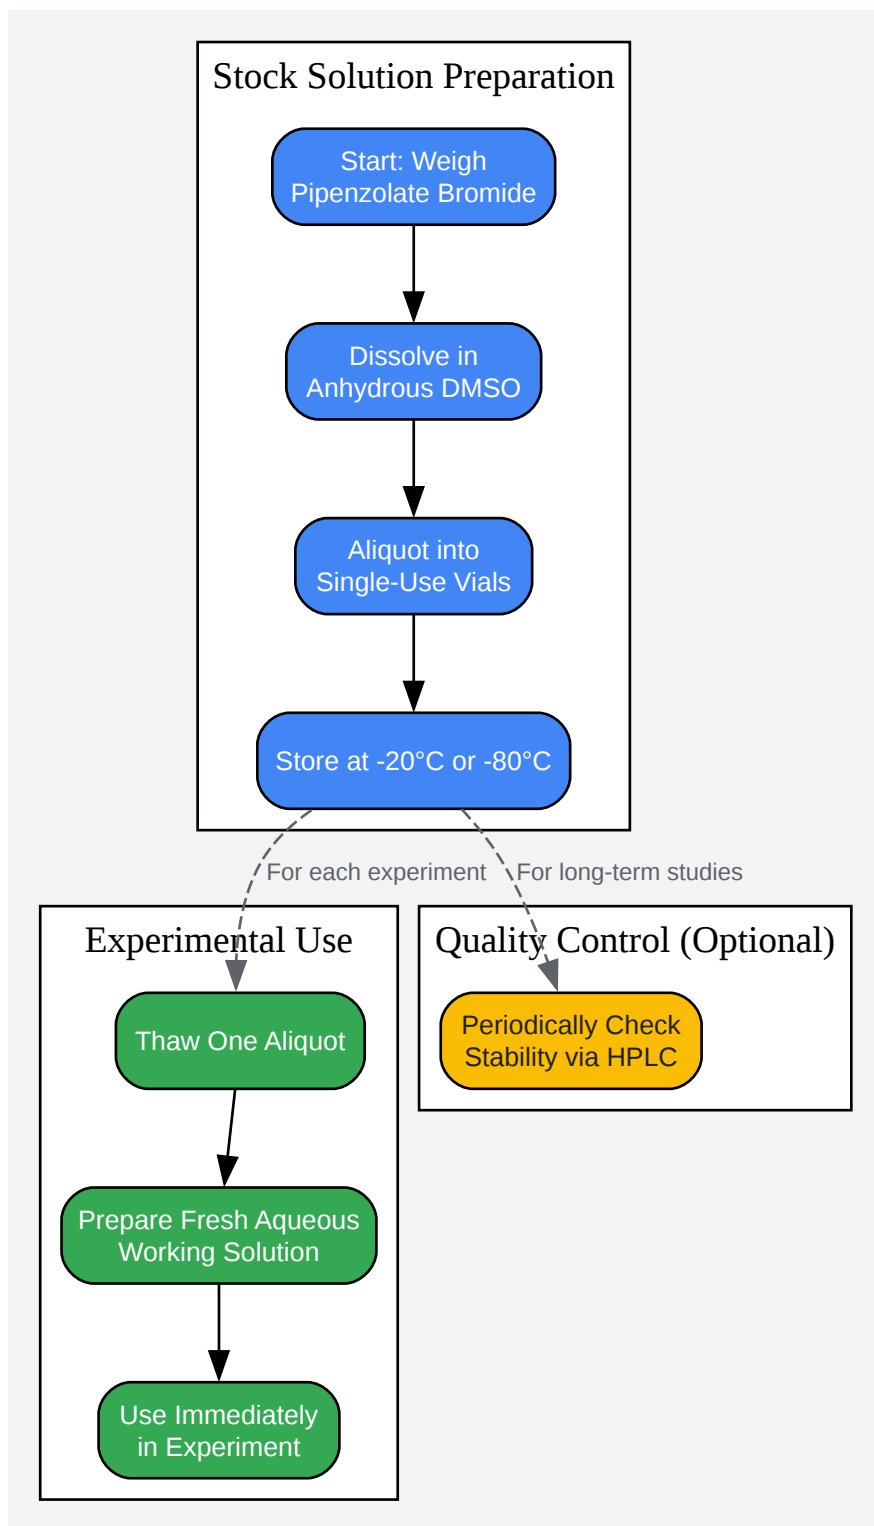 Stock Solution Preparation
Start: Weigh
Pipenzolate Bromide
Dissolve in
Anhydrous DMSO
Aliquot into
Single-Use Vials
Store at -20°C or -80°C
For each experiment
For long-term studies
Experimental Use
Thaw One Aliquot
Prepare Fresh Aqueous
Working Solution
Use Immediately
in Experiment
Quality Control (Optional)
Periodically Check
Stability via HPLC